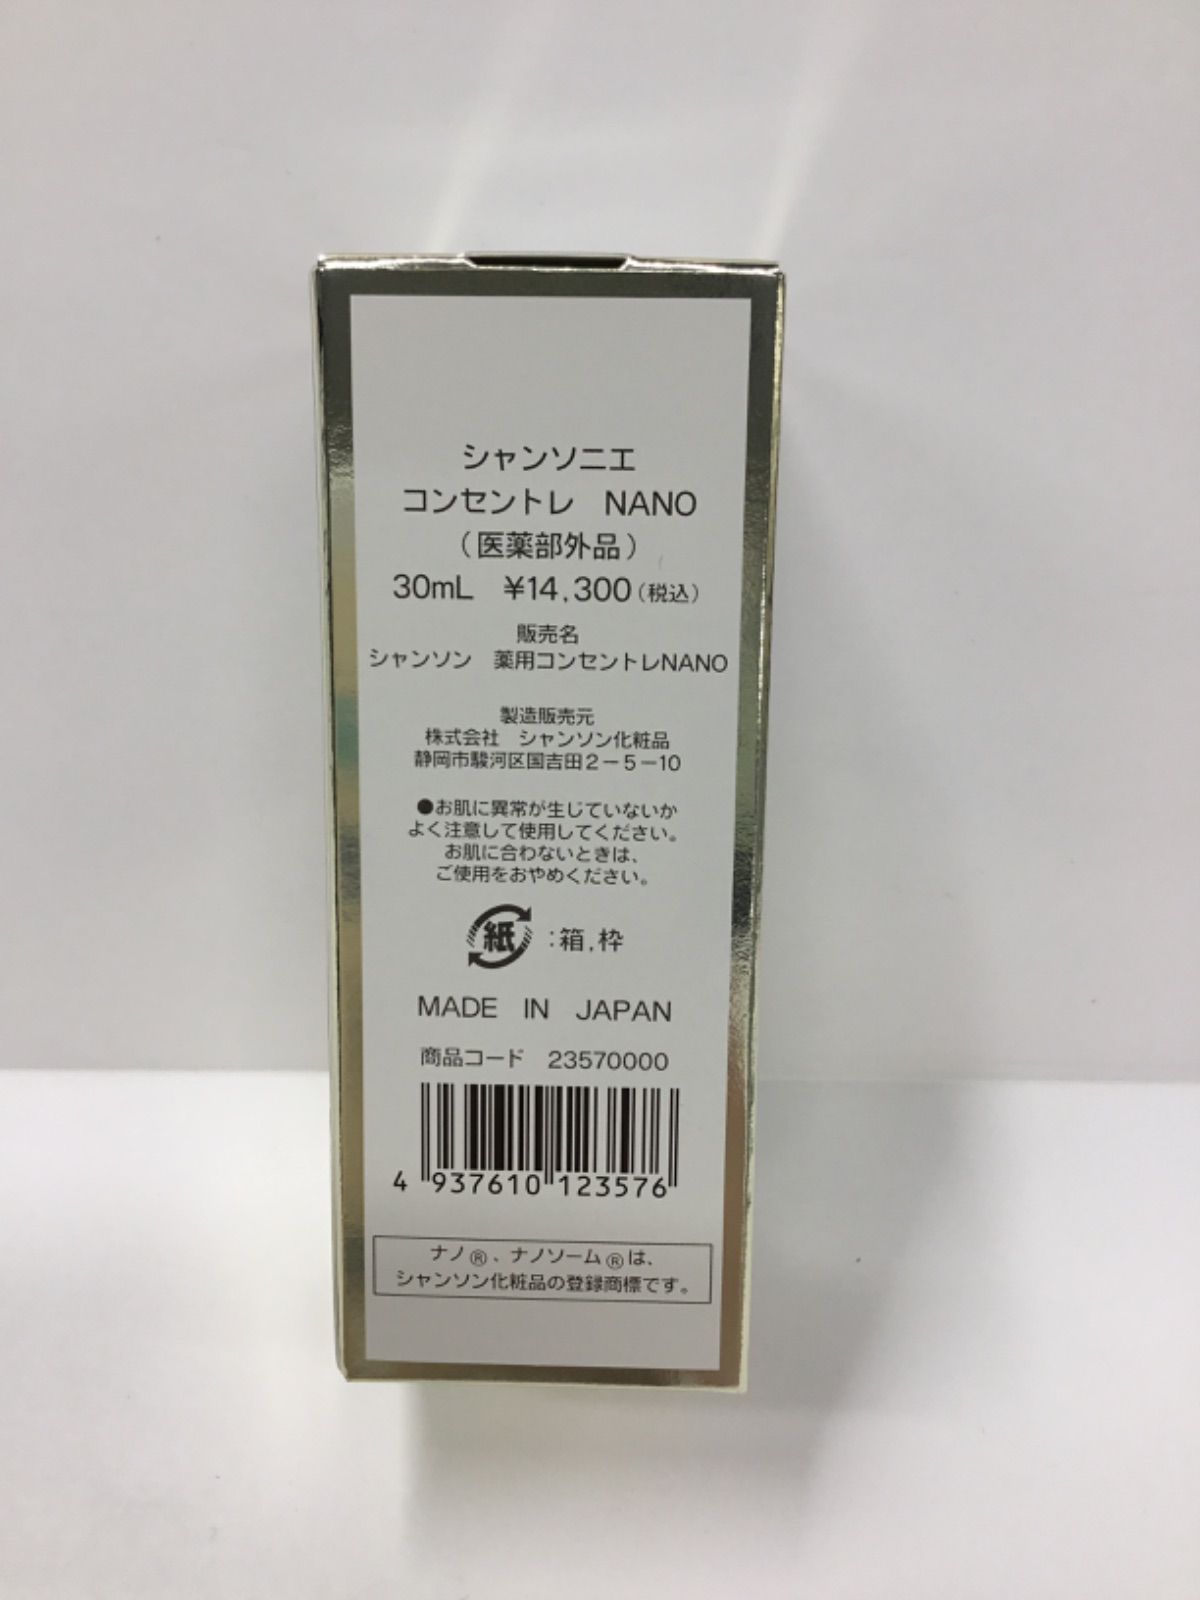 シャンソニエ
コンセントレ NANO
(医薬部外品)
30mL ¥14,300(税込)
販売名
シャンソン 薬用コンセントレNANO
製造販売元
株式会社 シャンソン化粧品
静岡市駿河区国吉田2-5-10
●お肌に異常が生じていないか
よく注意して使用してください。
お肌に合わないときは、
ご使用をおやめください。
紙 :箱,枠
MADE IN JAPAN
商品コード 23570000
4 937610 123576
ナノ®、ナノソーム®は、
シャンソン化粧品の登録商標です。